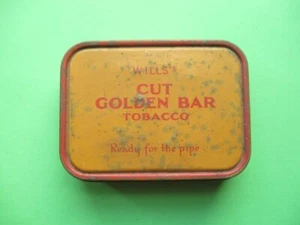 WILLS'S
CUT
GOLDEN BAR
TOBACCO
Ready for the pipe